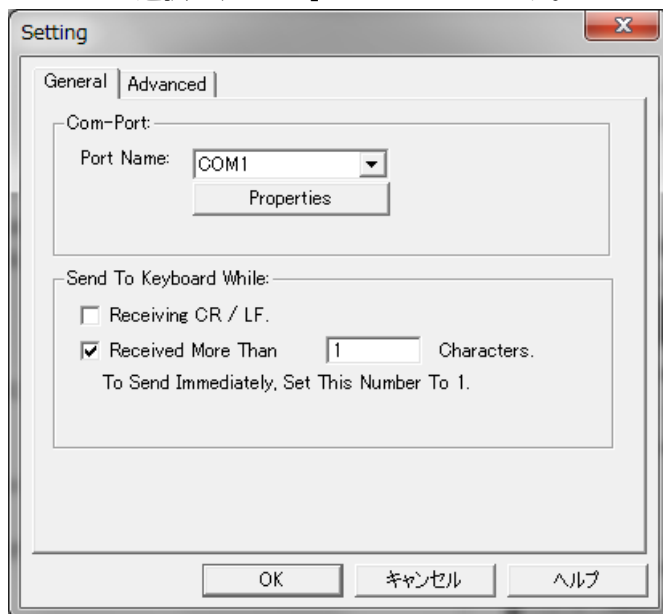 Setting
General Advanced
Com-Port:
Port Name: COM1
Properties
Send To Keyboard While:
Receiving CR / LF.
Received More Than 1 Characters.
To Send Immediately, Set This Number To 1.
OK キャンセル ヘルプ